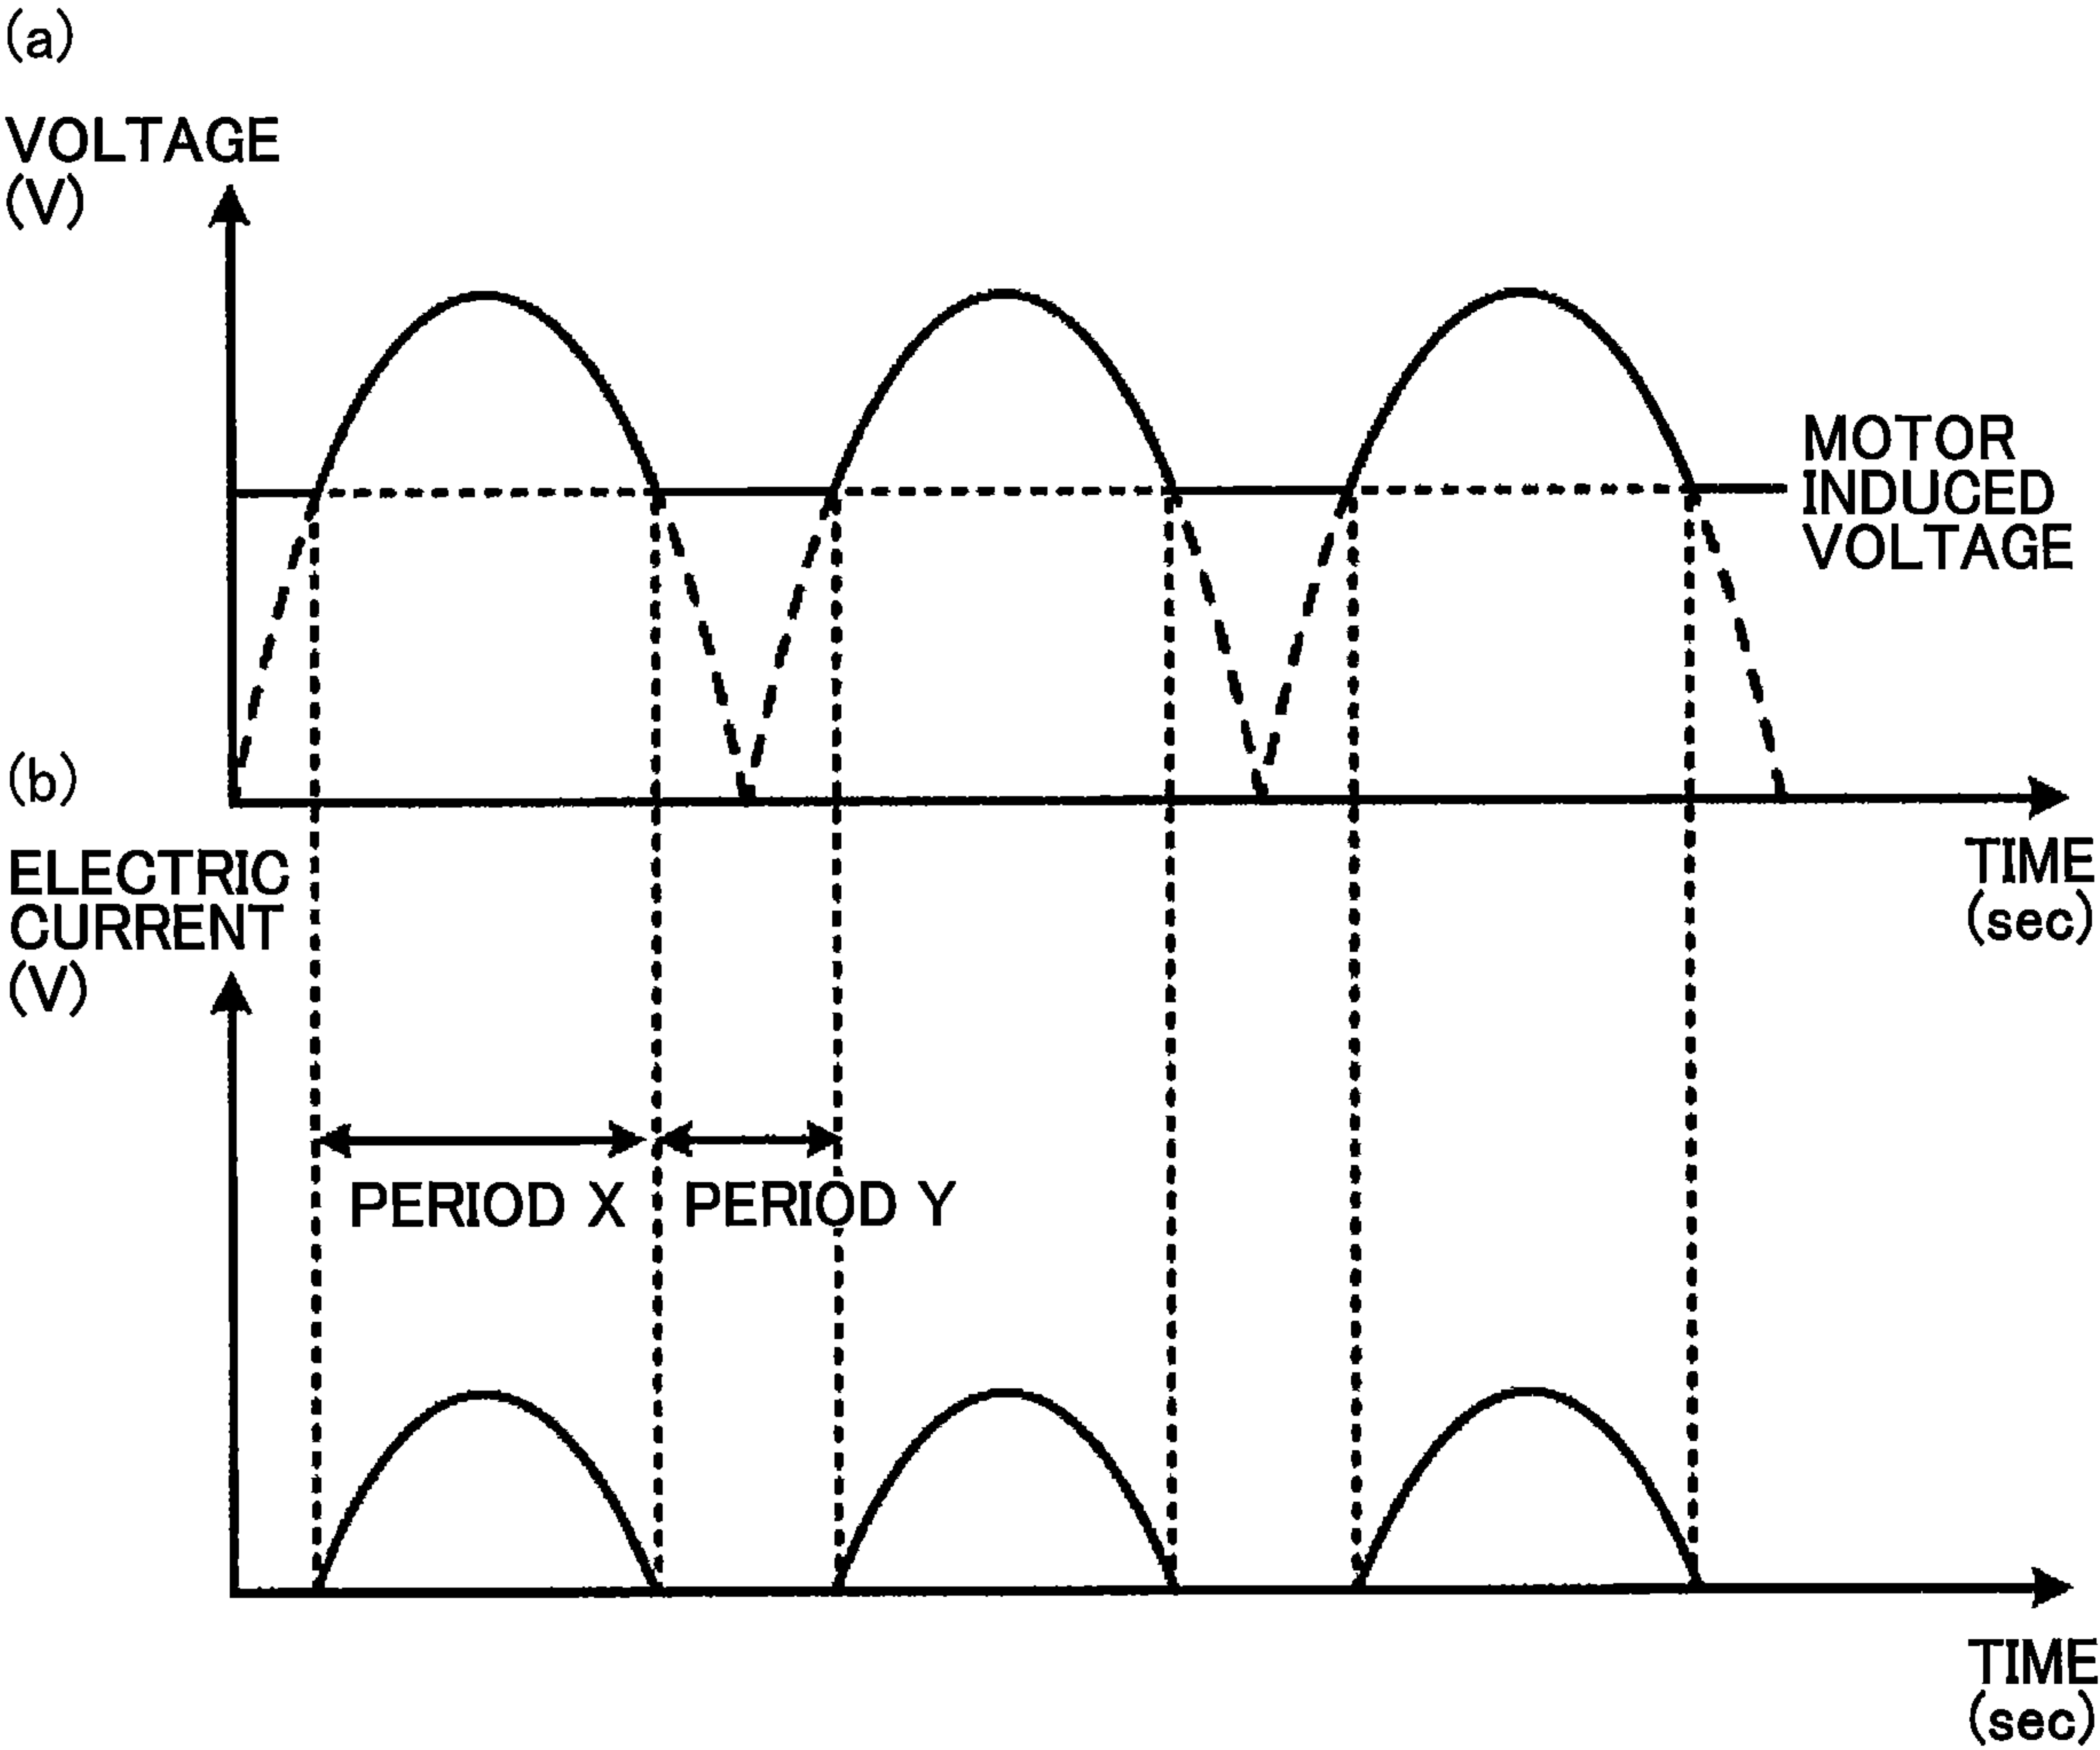 (a)
VOLTAGE
(V)
MOTOR
INDUCED
VOLTAGE
(b)
TIME
(sec)
ELECTRIC
CURRENT
(V)
PERIOD X
PERIOD Y
TIME
(sec)